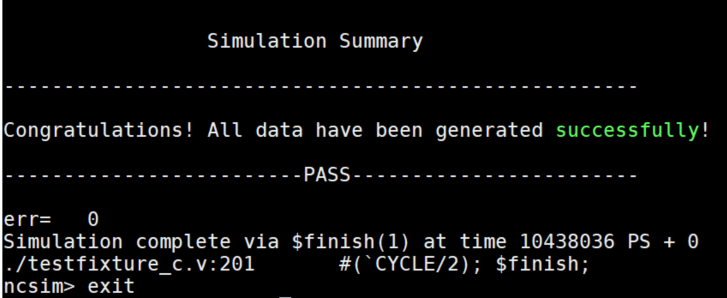 Simulation Summary
-----------------------------------------------------
Congratulations! All data have been generated successfully!
-------------------------PASS------------------------
err=   0
Simulation complete via $finish(1) at time 10438036 PS + 0
./testfixture_c.v:201       #(`CYCLE/2); $finish;
ncsim> exit